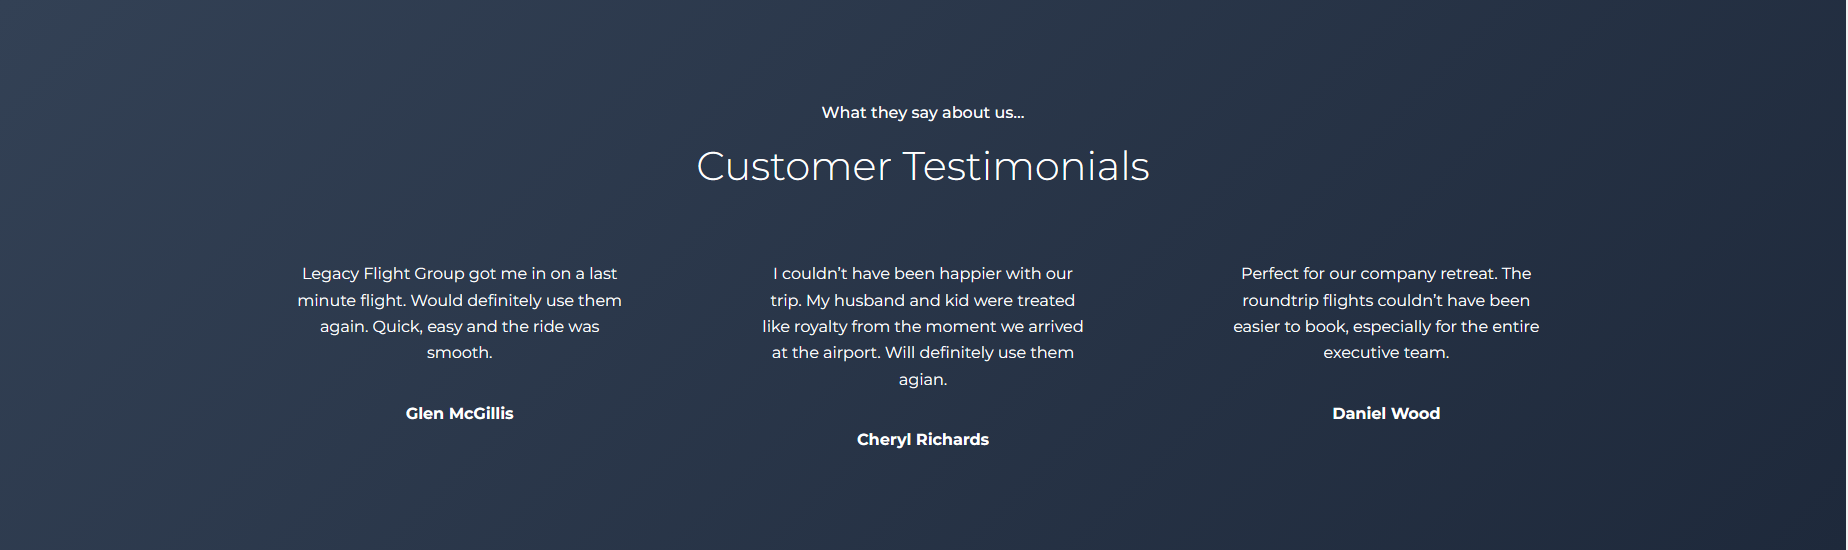 What they say about us...
Customer Testimonials
Legacy Flight Group got me in on a last
minute flight. Would definitely use them
again. Quick, easy and the ride was
smooth.
Glen McGillis
I couldn’t have been happier with our
trip. My husband and kid were treated
like royalty from the moment we arrived
at the airport. Will definitely use them
agian.
Cheryl Richards
Perfect for our company retreat. The
roundtrip flights couldn’t have been
easier to book, especially for the entire
executive team.
Daniel Wood